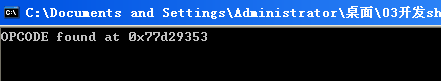 C:\Documents and Settings\Administrator\桌面\03开发sh
OPCODE found at 0x77d29353